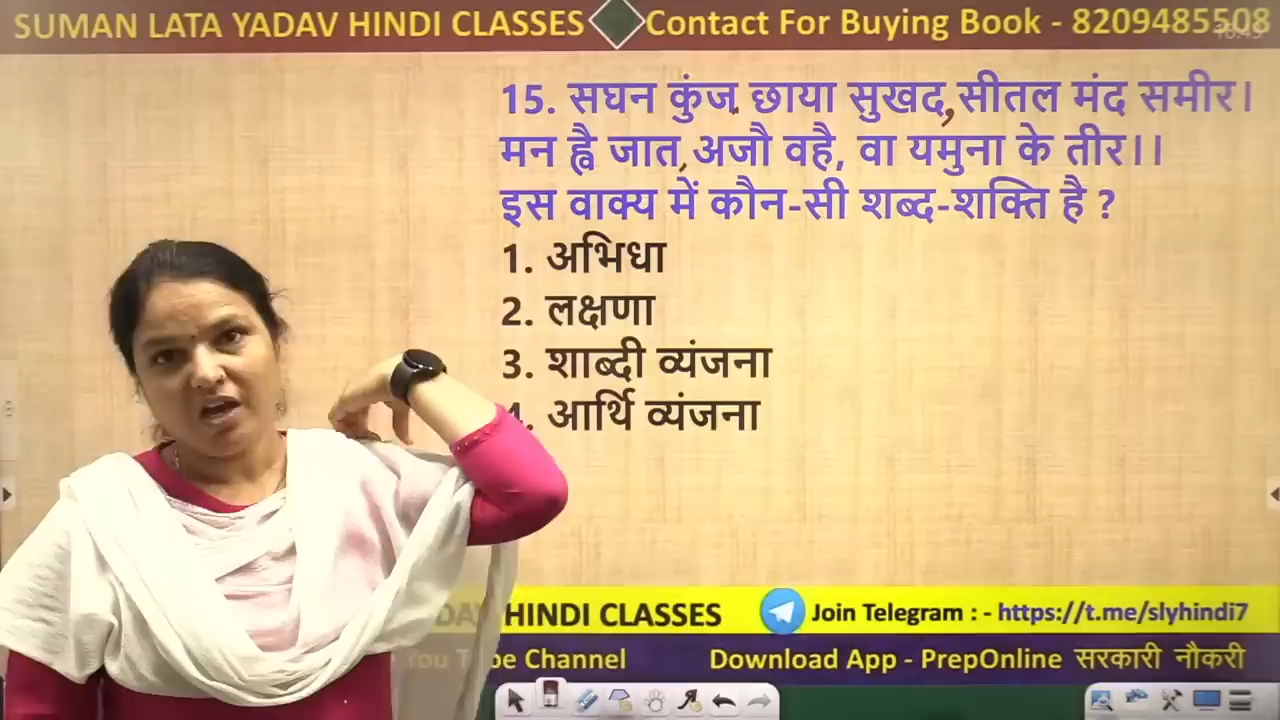 SUMAN LATA YADAV HINDI CLASSES Contact For Buying Book - 8209485508
15. सघन कुंज छाया सुखद,सीतल मंद समीर।
मन ह्वै जात,अजौ वहै, वा यमुना के तीर।।
इस वाक्य में कौन-सी शब्द-शक्ति है ?
1. अभिधा
2. लक्षणा
3. शाब्दी व्यंजना
4. आर्थि व्यंजना
HINDI CLASSES Join Telegram : - https://t.me/slyhindi7
Channel Download App - PrepOnline सरकारी नौकरी